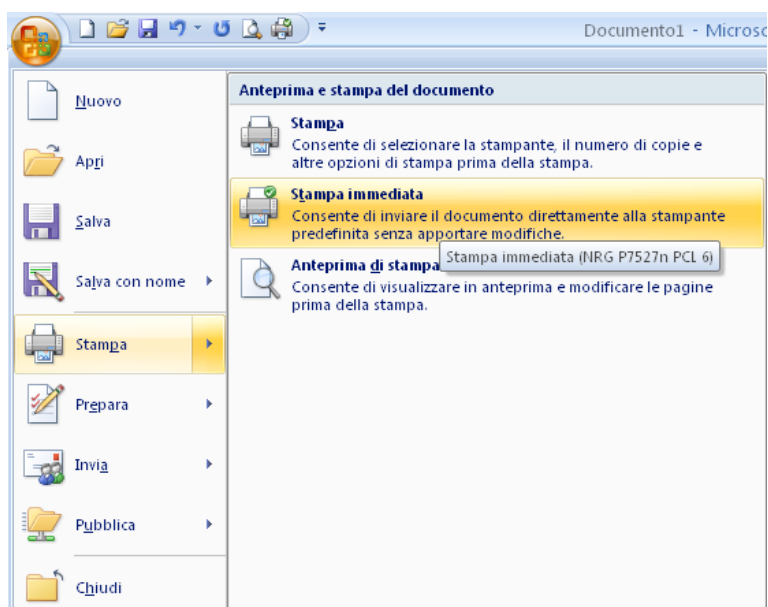 Documento1 - Microso
Nuovo
Apri
Salva
Salva con nome
Stampa
Prepara
Invia
Pubblica
Chiudi
Anteprima e stampa del documento
Stampa
Consente di selezionare la stampante, il numero di copie e
altre opzioni di stampa prima della stampa.
Stampa immediata
Consente di inviare il documento direttamente alla stampante
predefinita senza apportare modifiche.
Stampa immediata (NRG P7527n PCL 6)
Anteprima di stampa
Consente di visualizzare in anteprima e modificare le pagine
prima della stampa.